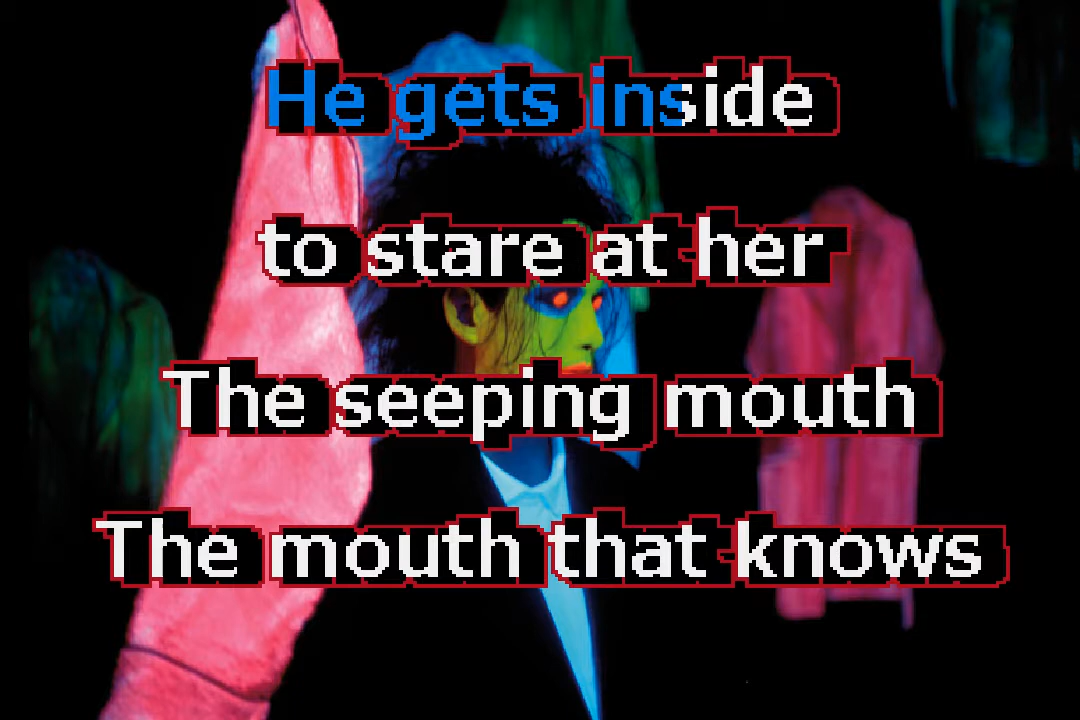 He gets inside
to stare at her
The seeping mouth
The mouth that knows